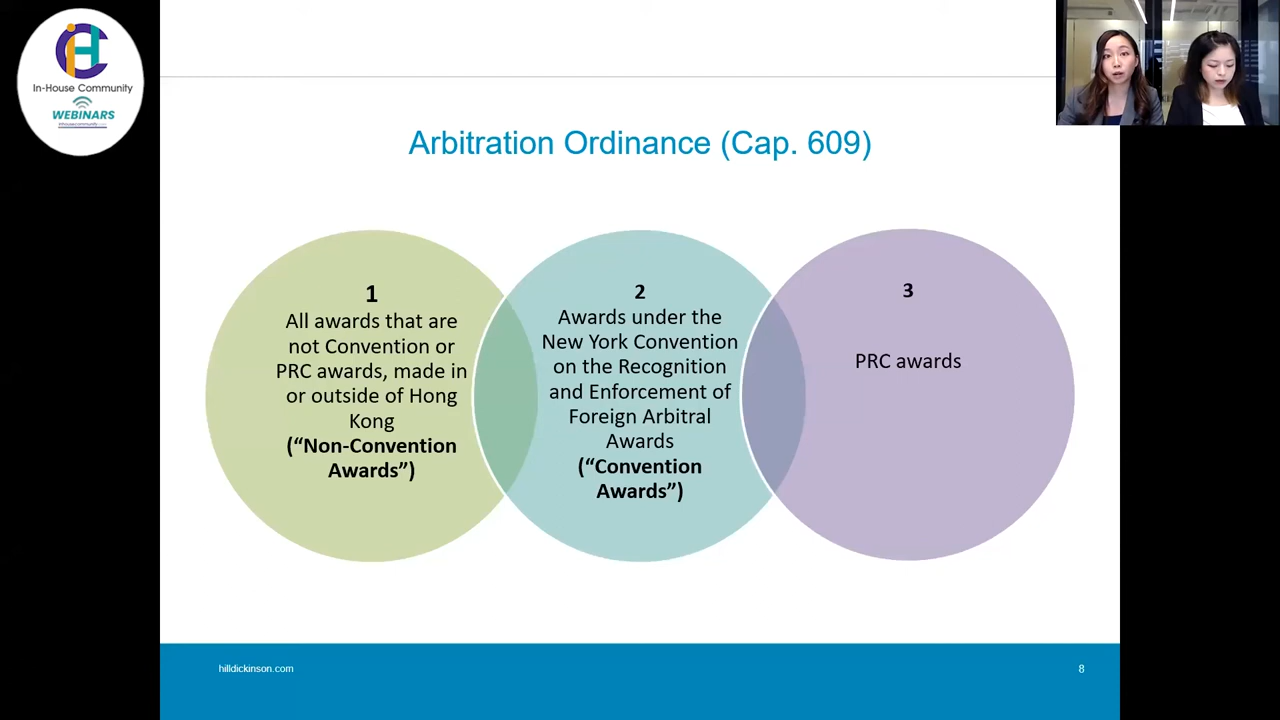 iHC
In-House Community
WEBINARS
Arbitration Ordinance (Cap. 609)
1
All awards that are
not Convention or
PRC awards, made in
or outside of Hong
Kong
(“Non-Convention
Awards”)
2
Awards under the
New York Convention
on the Recognition
and Enforcement of
Foreign Arbitral
Awards
(“Convention
Awards”)
3
PRC awards
hilldickinson.com
8